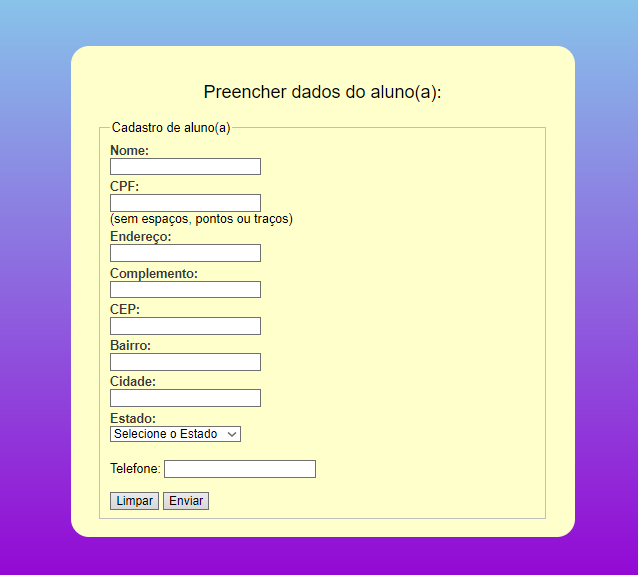 Preencher dados do aluno(a):
Cadastro de aluno(a)
Nome:
CPF:
(sem espaços, pontos ou traços)
Endereço:
Complemento:
CEP:
Bairro:
Cidade:
Estado:
Selecione o Estado
Telefone:
Limpar Enviar